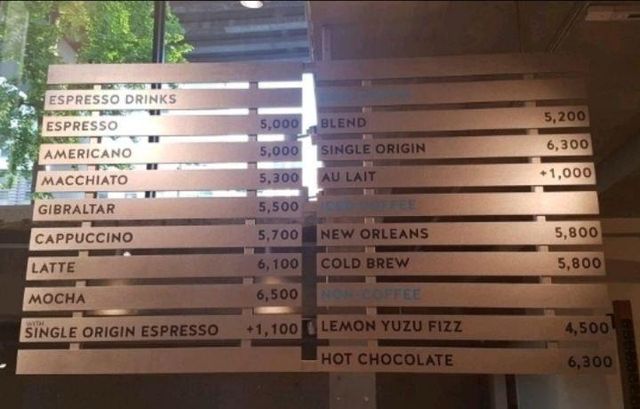 ESPRESSO DRINKS
ESPRESSO 5,000
AMERICANO 5,000
MACCHIATO 5,300
GIBRALTAR 5,500
CAPPUCCINO 5,700
LATTE 6,100
MOCHA 6,500
WITH
SINGLE ORIGIN ESPRESSO +1,100
BLEND 5,200
SINGLE ORIGIN 6,300
AU LAIT +1,000
ICED COFFEE
NEW ORLEANS 5,800
COLD BREW 5,800
NON-COFFEE
LEMON YUZU FIZZ 4,500
HOT CHOCOLATE 6,300